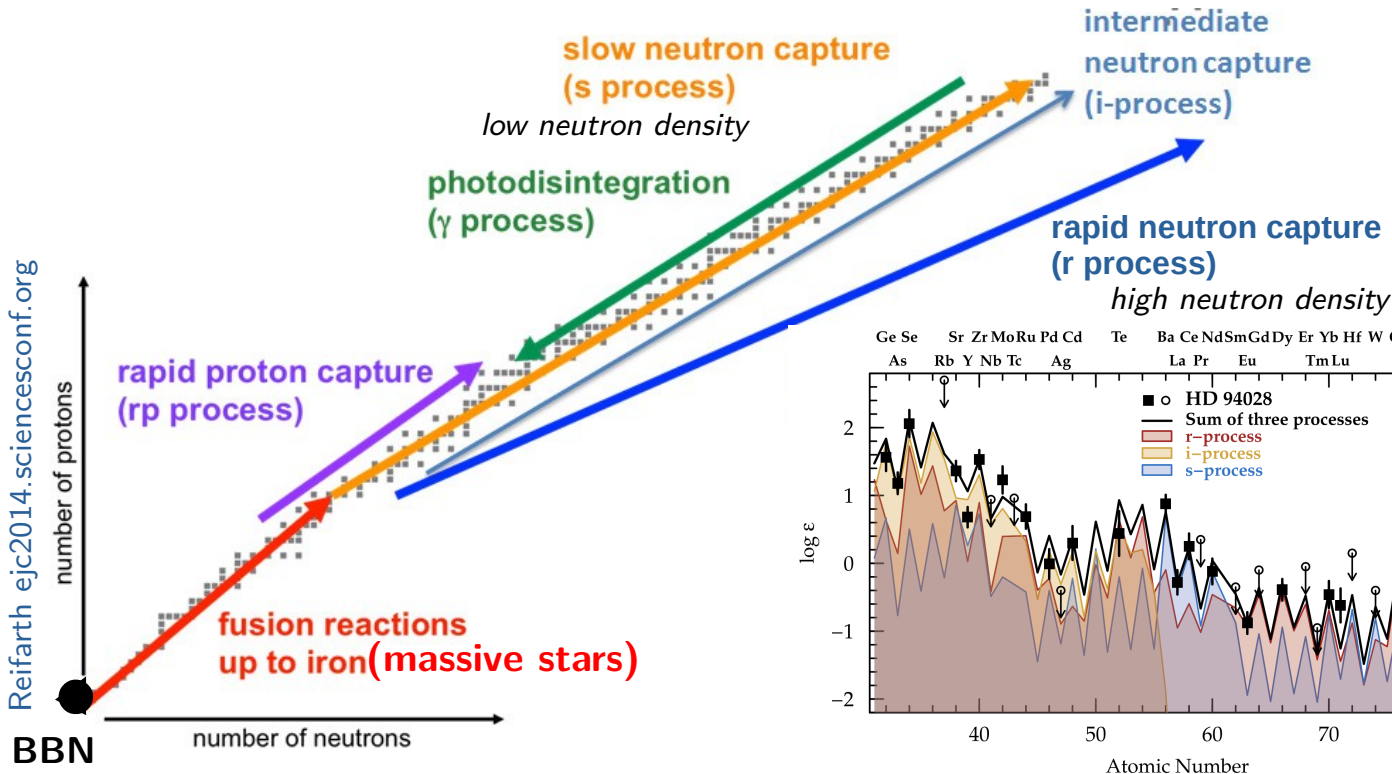 intermediate
neutron capture
(i-process)
slow neutron capture
(s process)
low neutron density
photodisintegration
(γ process)
rapid neutron capture
(r process)
high neutron density
rapid proton capture
(rp process)
fusion reactions
up to iron(massive stars)
Reifarth ejc2014.sciencesconf.org
number of protons
number of neutrons
BBN
Ge Se Sr Zr Mo Ru Pd Cd Te Ba Ce Nd Sm Gd Dy Er Yb Hf W
As Rb Y Nb Tc Ag La Pr Eu Tm Lu
HD 94028
Sum of three processes
r−process
i−process
s−process
log ε
2
1
0
−1
−2
40 50 60 70
Atomic Number